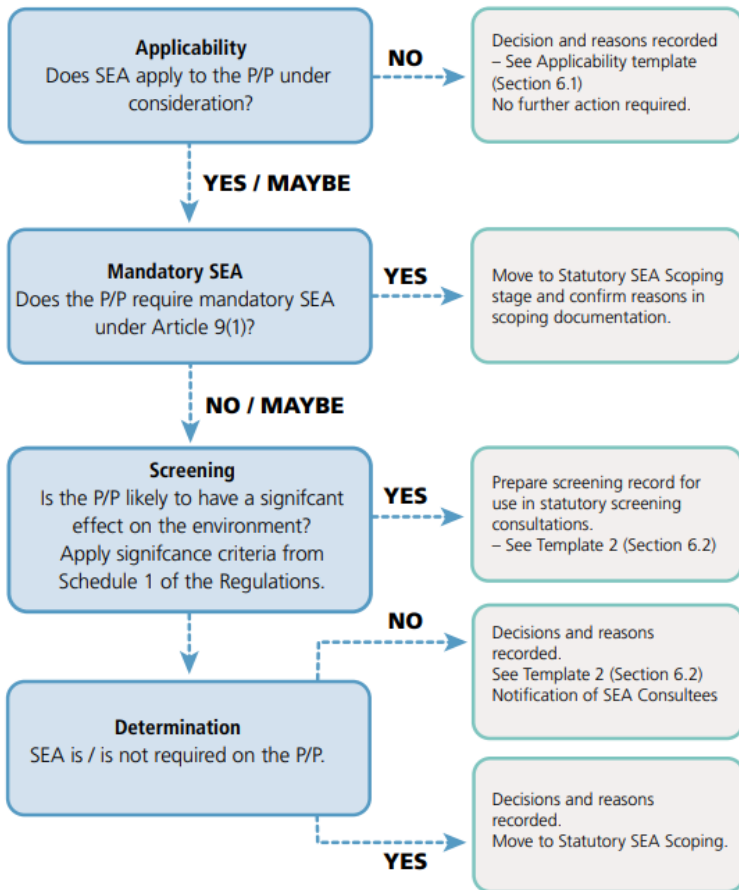 Applicability
Does SEA apply to the P/P under
consideration?
NO
Decision and reasons recorded
– See Applicability template
(Section 6.1)
No further action required.
YES / MAYBE
Mandatory SEA
Does the P/P require mandatory SEA
under Article 9(1)?
YES
Move to Statutory SEA Scoping
stage and confirm reasons in
scoping documentation.
NO / MAYBE
Screening
Is the P/P likely to have a signifcant
effect on the environment?
Apply signifcance criteria from
Schedule 1 of the Regulations.
YES
Prepare screening record for
use in statutory screening
consultations.
– See Template 2 (Section 6.2)
Determination
SEA is / is not required on the P/P.
NO
Decisions and reasons
recorded.
See Template 2 (Section 6.2)
Notification of SEA Consultees
YES
Decisions and reasons
recorded.
Move to Statutory SEA Scoping.